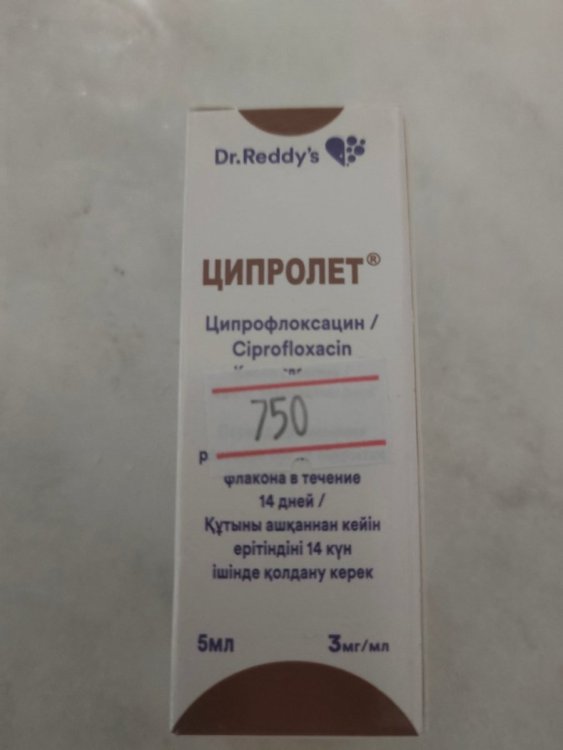 Dr.Reddy's
ЦИПРОЛЕТ®
Ципрофлоксацин /
Ciprofloxacin
750
р
флакона в течение
14 дней /
Құтыны ашқаннан кейін
ерітіндіні 14 күн
ішінде қолдану керек
5мл
3мг/мл